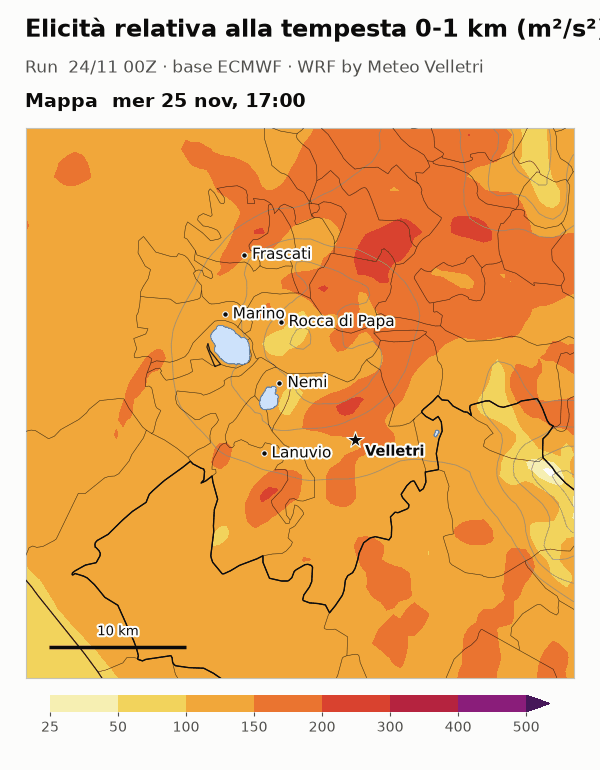 Elicità relativa alla tempesta 0-1 km (m²/s²)
Run  24/11 00Z · base ECMWF · WRF by Meteo Velletri
Mappa  mer 25 nov, 17:00
Frascati
Marino
Rocca di Papa
Nemi
Velletri
Lanuvio
10 km
25 50 100 150 200 300 400 500